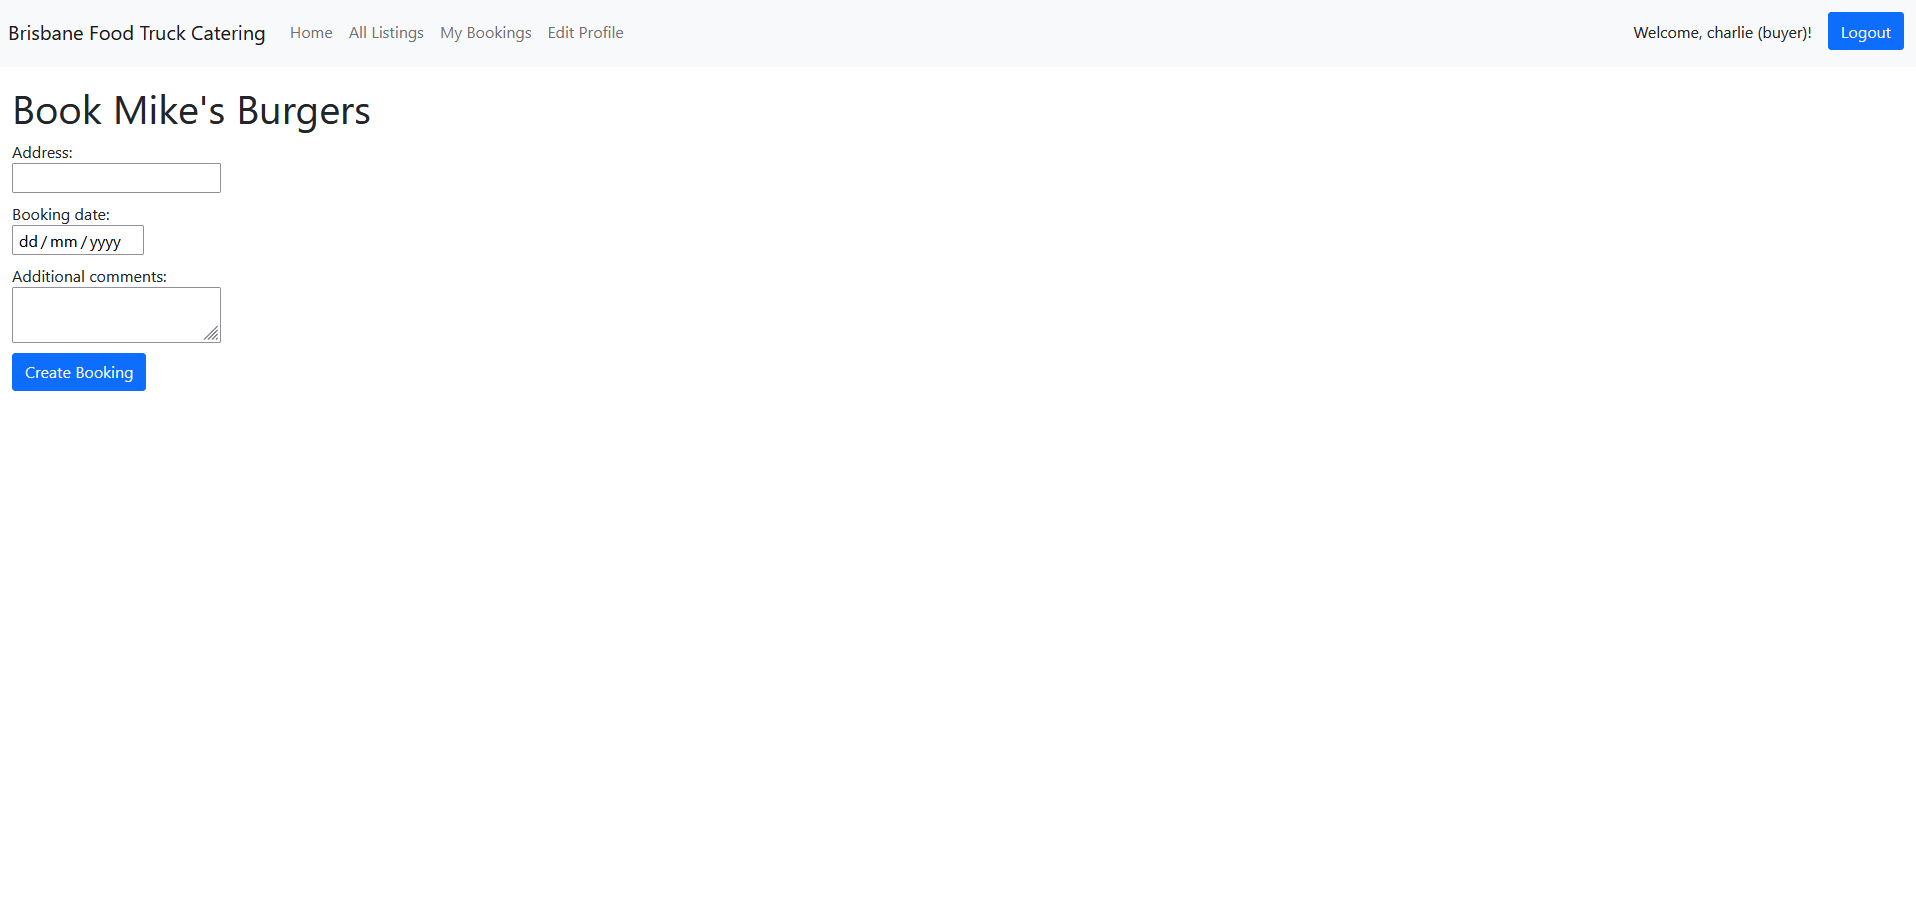 Brisbane Food Truck Catering Home All Listings My Bookings Edit Profile Welcome, charlie (buyer)! Logout
Book Mike's Burgers
Address:
Booking date:
dd/mm/yyyy
Additional comments:
Create Booking